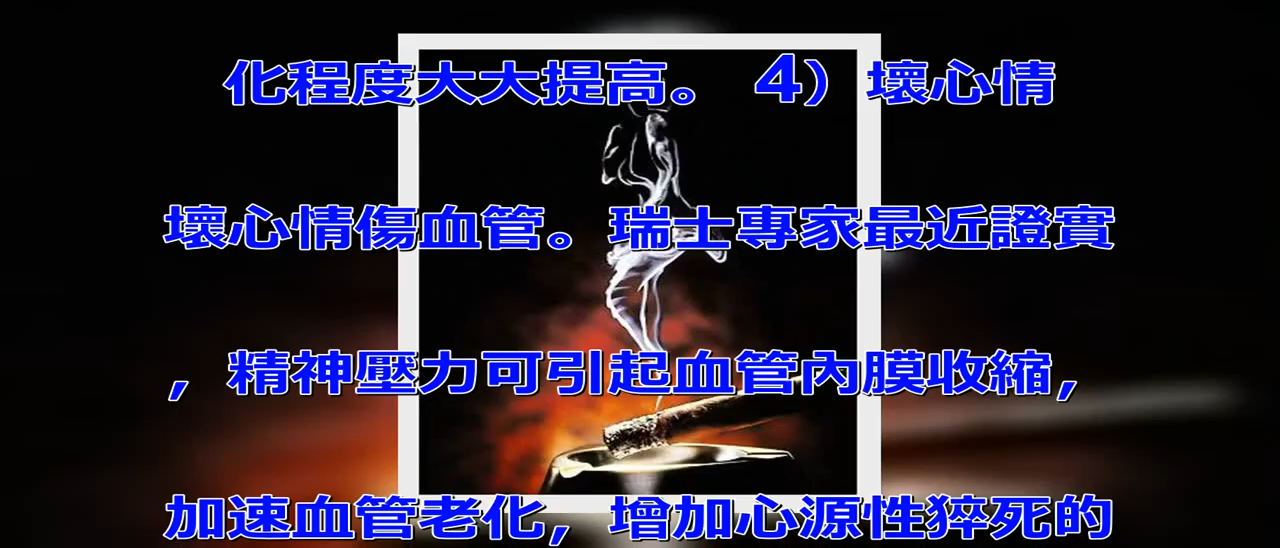 化程度大大提高。 4）壞心情
壞心情傷血管。瑞士專家最近證實
，精神壓力可引起血管內膜收縮，
加速血管老化，增加心源性猝死的